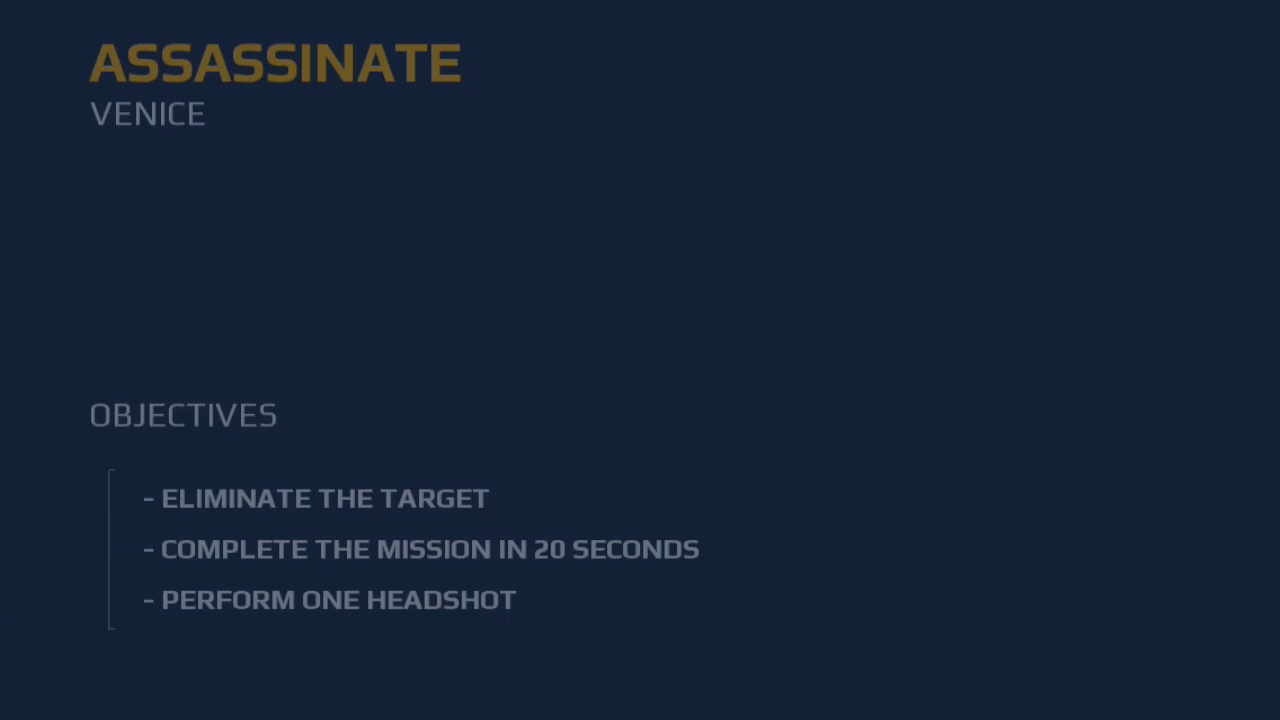 ASSASSINATE
VENICE
OBJECTIVES
- ELIMINATE THE TARGET
- COMPLETE THE MISSION IN 20 SECONDS
- PERFORM ONE HEADSHOT